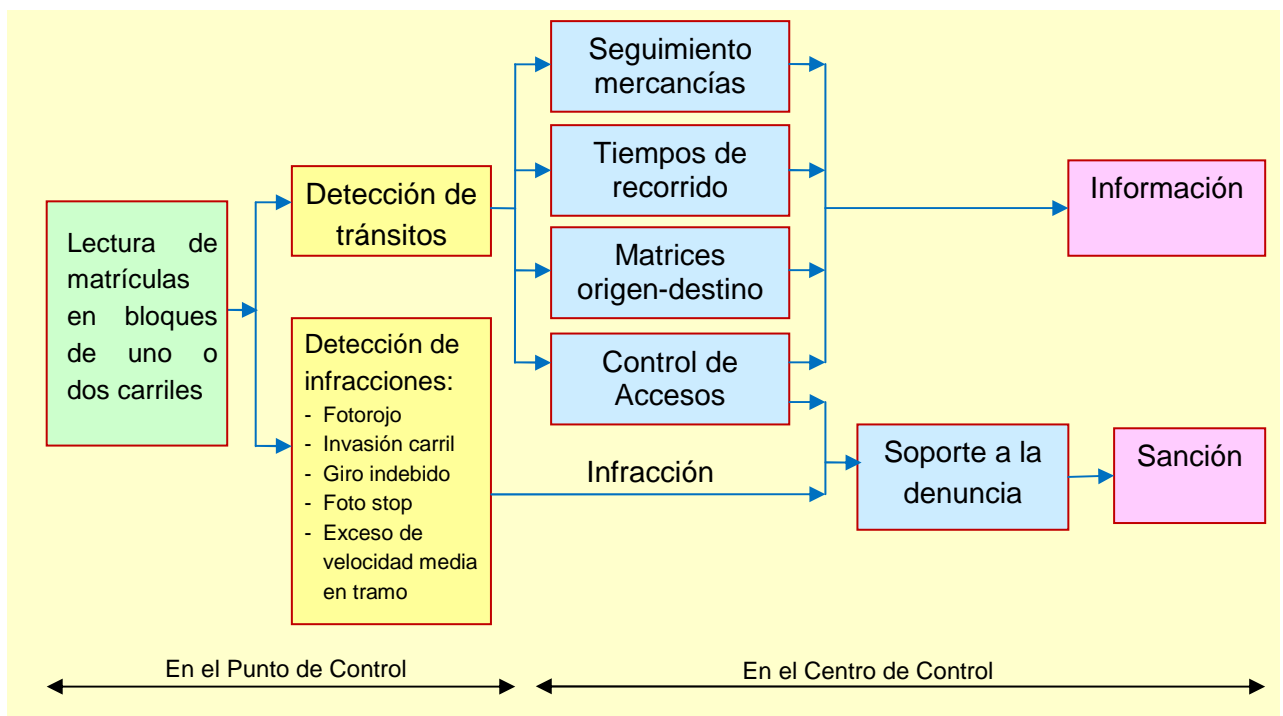 Lectura de
matrículas
en bloques
de uno o
dos carriles
Detección de
tránsitos
Detección de
infracciones:
- Fotorojo
- Invasión carril
- Giro indebido
- Foto stop
- Exceso de
velocidad media
en tramo
Seguimiento
mercancías
Tiempos de
recorrido
Matrices
origen-destino
Control de
Accesos
Infracción
Soporte a la
denuncia
Información
Sanción
En el Punto de Control
En el Centro de Control